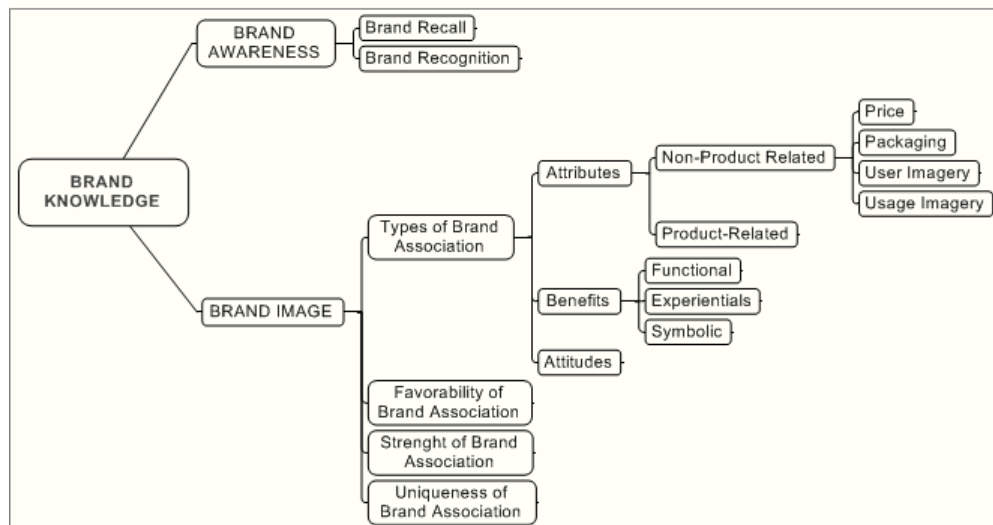 BRAND
AWARENESS
Brand Recall
Brand Recognition
BRAND
KNOWLEDGE
BRAND IMAGE
Types of Brand
Association
Attributes
Non-Product Related
Price
Packaging
User Imagery
Usage Imagery
Product-Related
Benefits
Functional
Experientials
Symbolic
Attitudes
Favorability of
Brand Association
Strenght of Brand
Association
Uniqueness of
Brand Association